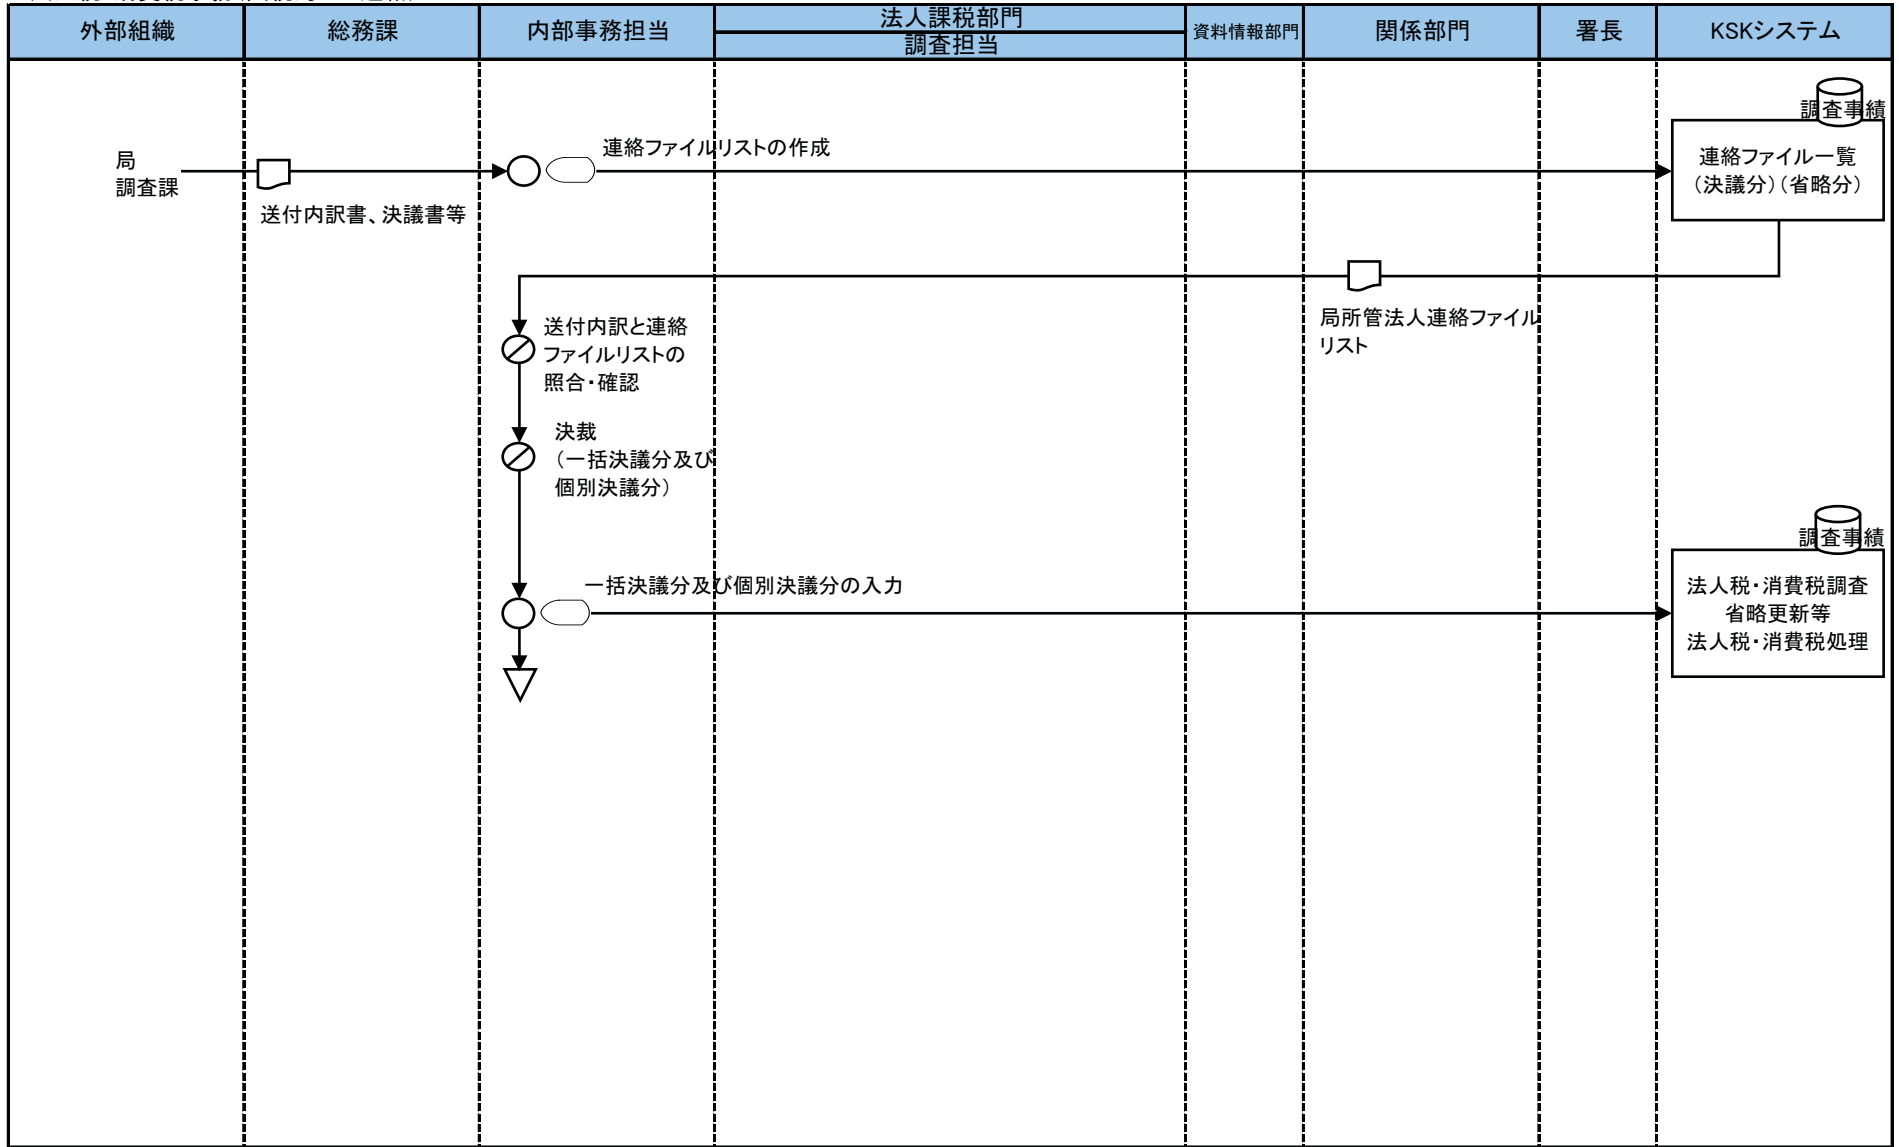 外部組織
総務課
内部事務担当
法人課税部門
調査担当
資料情報部門
関係部門
署長
KSKシステム
調査事績
局
調査課
送付内訳書、決議書等
連絡ファイルリストの作成
連絡ファイル一覧
（決議分）（省略分）
局所管法人連絡ファイル
リスト
送付内訳と連絡
ファイルリストの
照合・確認
決裁
（一括決議分及び
個別決議分）
一括決議分及び個別決議分の入力
調査事績
法人税・消費税調査
省略更新等
法人税・消費税処理